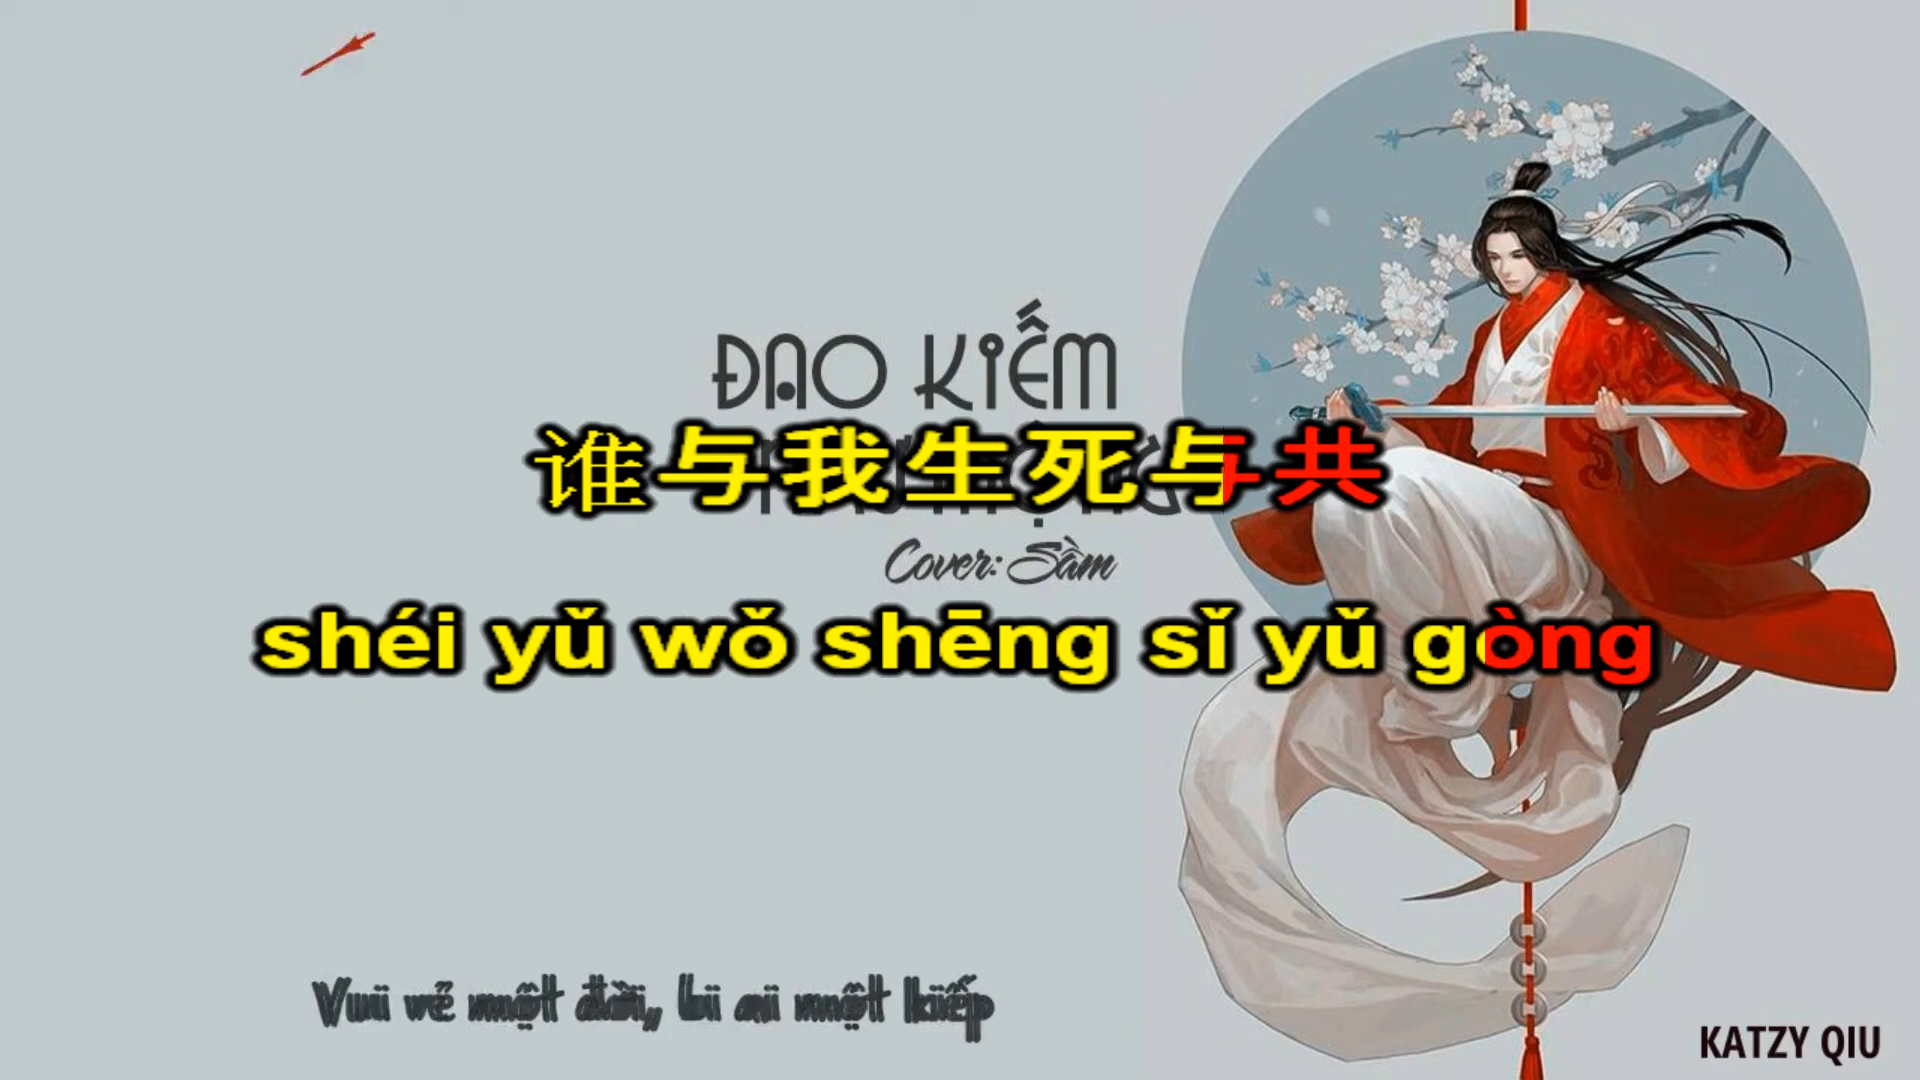 ĐẠO KIẾM
谁与我生死与共
Cover: Sầm
shéi yǔ wǒ shēng sǐ yǔ gòng
Vui vẻ một đời, bi ai một kiếp
KATZY QIU